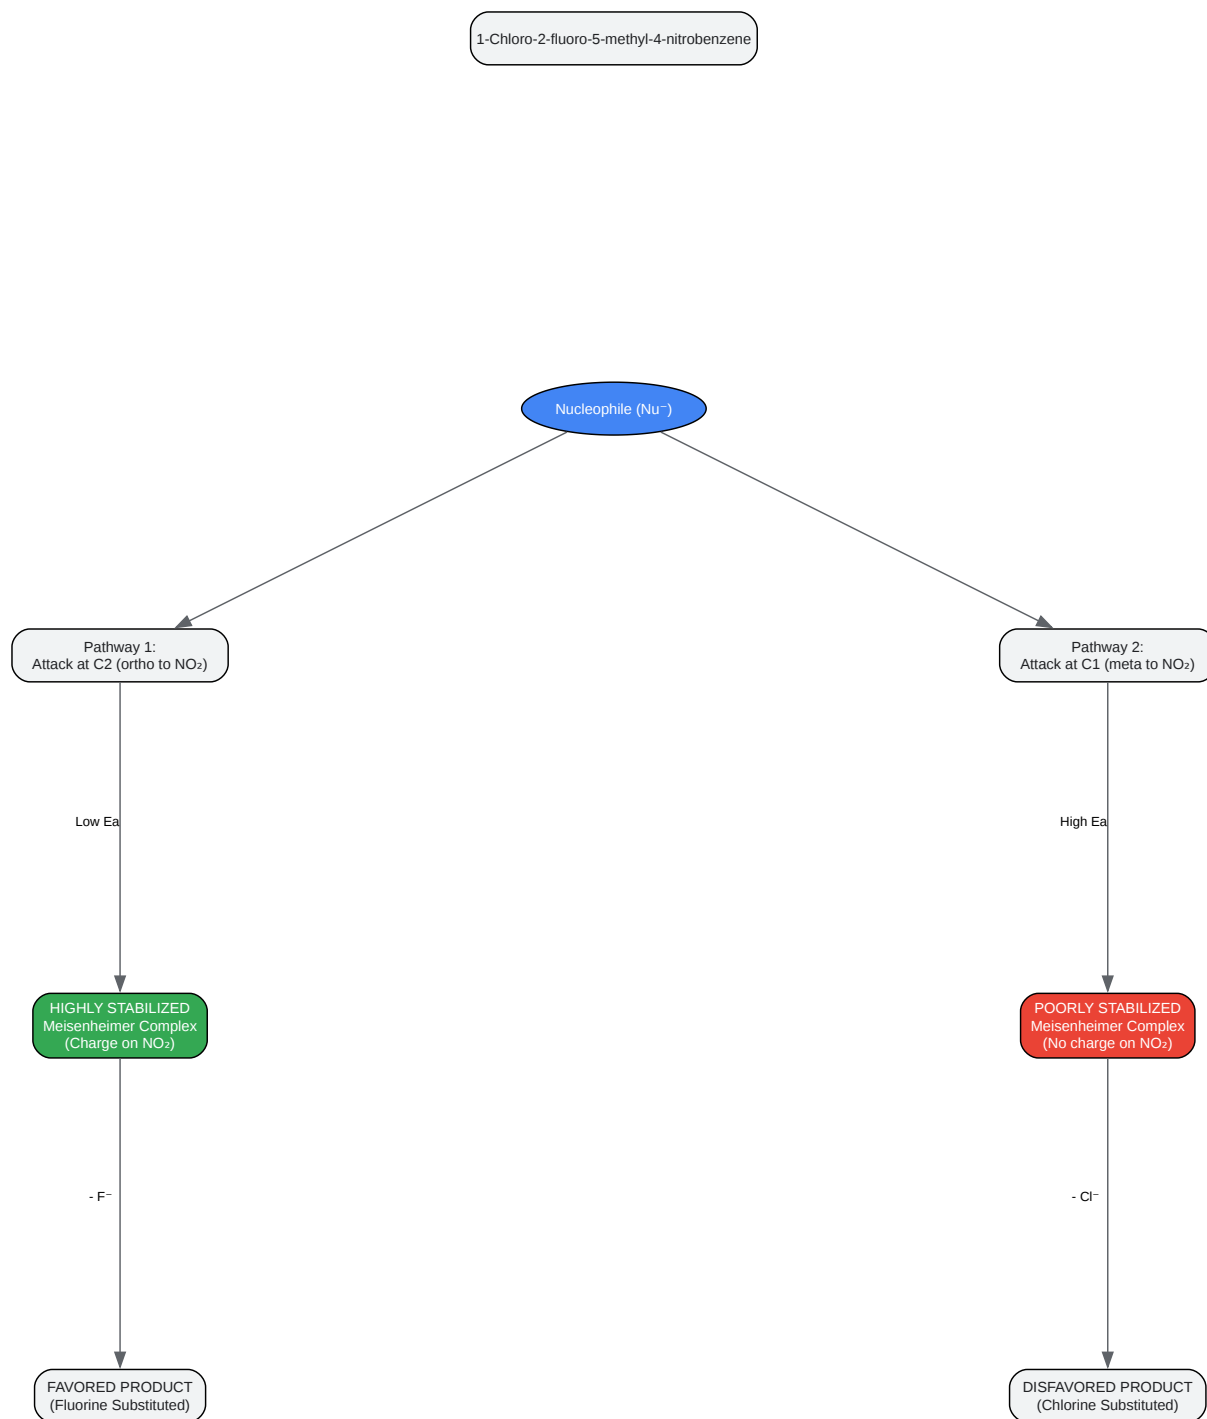 1-Chloro-2-fluoro-5-methyl-4-nitrobenzene
Nucleophile (Nu⁻)
Pathway 1:
Attack at C2 (ortho to NO₂)
Pathway 2:
Attack at C1 (meta to NO₂)
Low Ea
High Ea
HIGHLY STABILIZED
Meisenheimer Complex
(Charge on NO₂)
POORLY STABILIZED
Meisenheimer Complex
(No charge on NO₂)
- F⁻
- Cl⁻
FAVORED PRODUCT
(Fluorine Substituted)
DISFAVORED PRODUCT
(Chlorine Substituted)